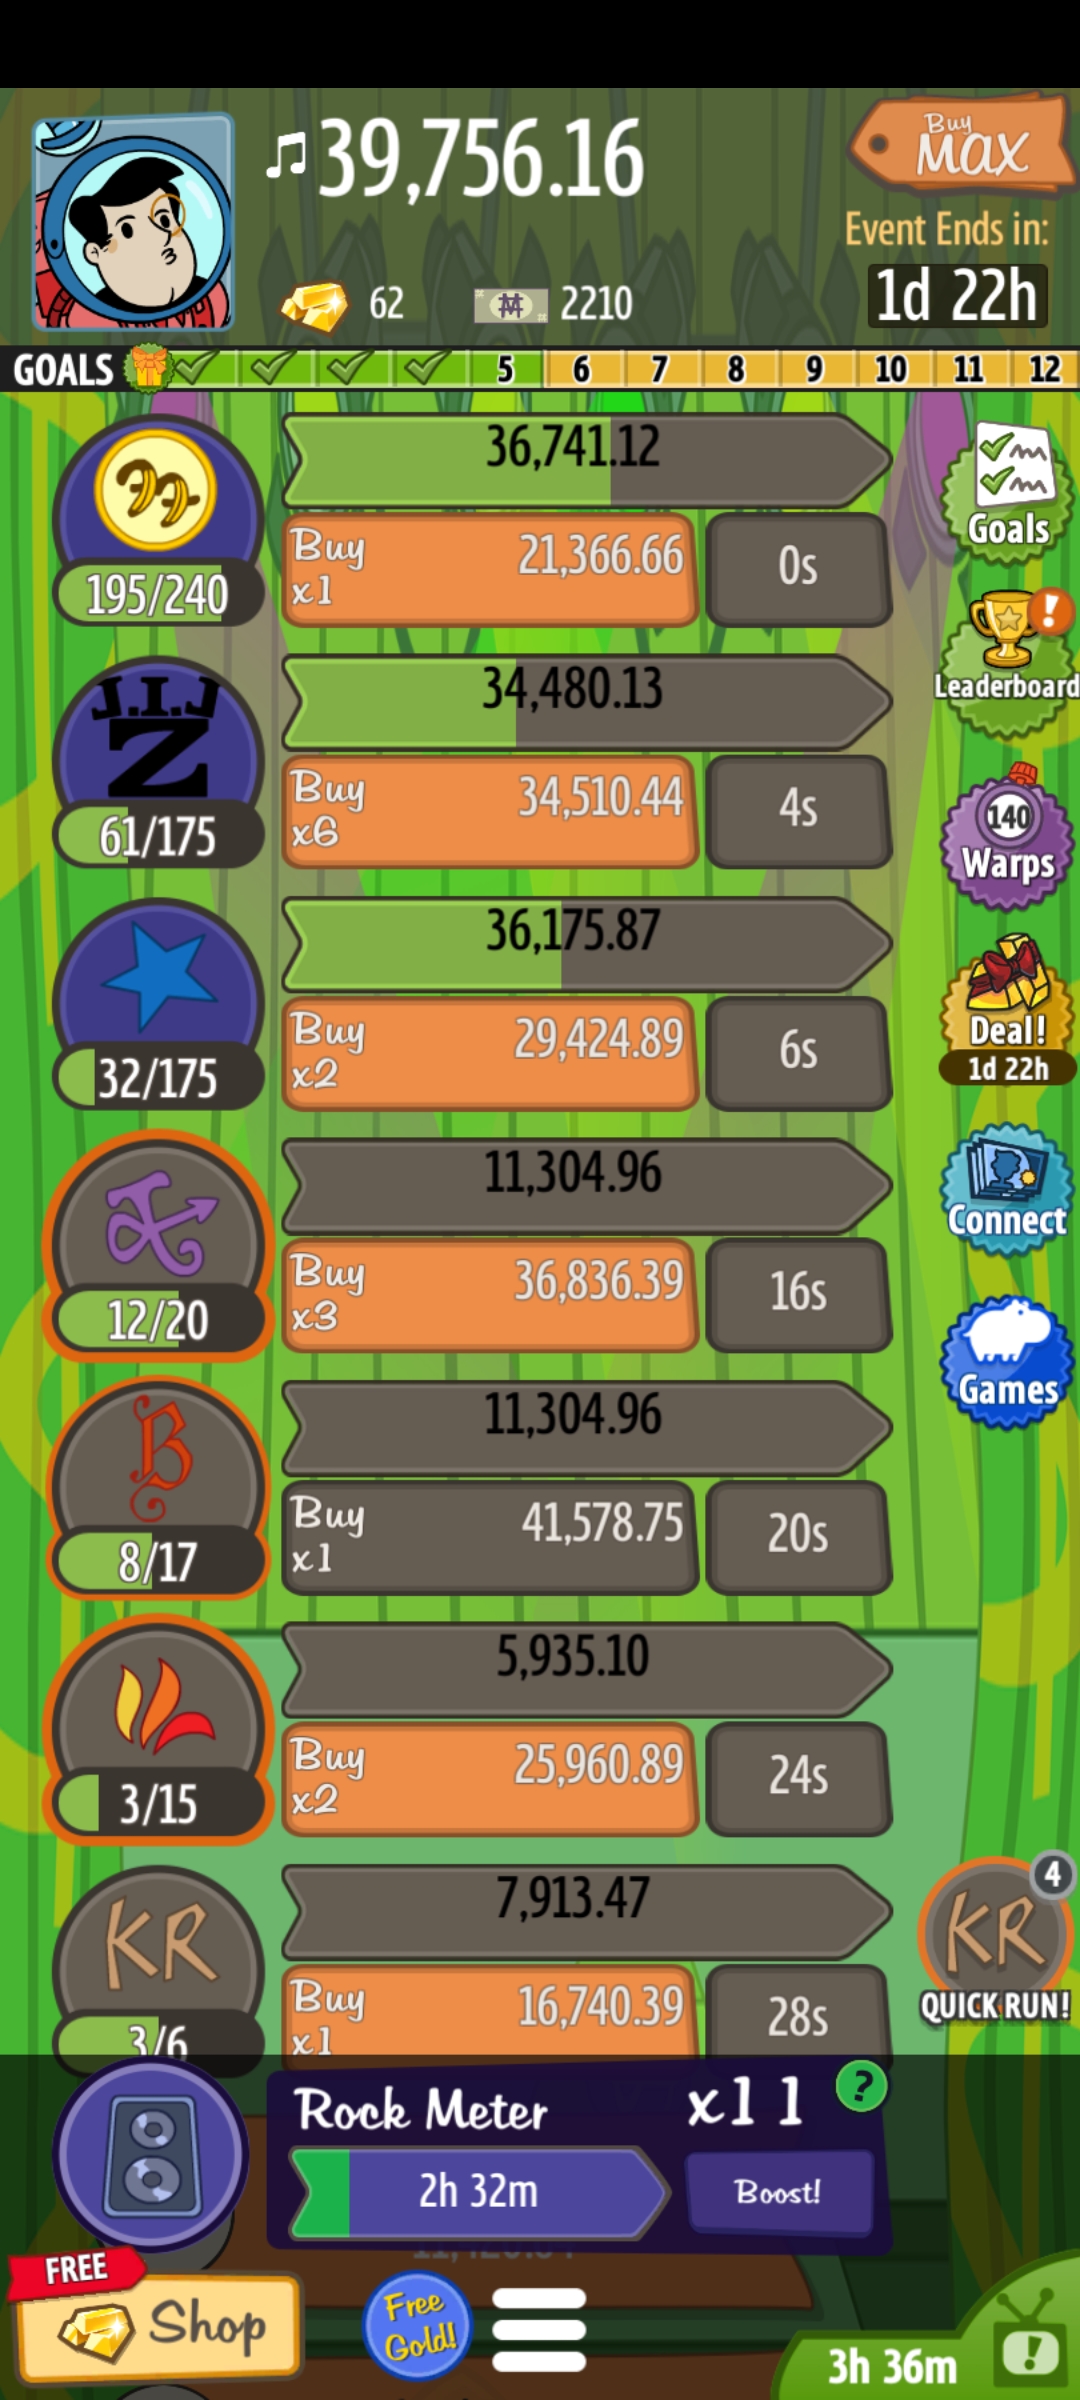 39,756.16
Buy
MAX
Event Ends in:
1d 22h
62
2210
GOALS 5 6 7 8 9 10 11 12
36,741.12
Buy
x1
21,366.66
0s
195/240
Goals
J.I.J
Z
34,480.13
Buy
x6
34,510.44
4s
61/175
Leaderboard
!
36,175.87
Buy
x2
29,424.89
6s
32/175
140
Warps
11,304.96
Buy
x3
36,836.39
16s
12/20
Deal!
1d 22h
B
11,304.96
Buy
x1
41,578.75
20s
8/17
Connect
5,935.10
Buy
x2
25,960.89
24s
3/15
Games
KR
7,913.47
Buy
x1
16,740.39
28s
3/6
4
KR
QUICK RUN!
Rock Meter
x11
?
2h 32m
Boost!
FREE
Shop
Free
Gold!
3h 36m
!